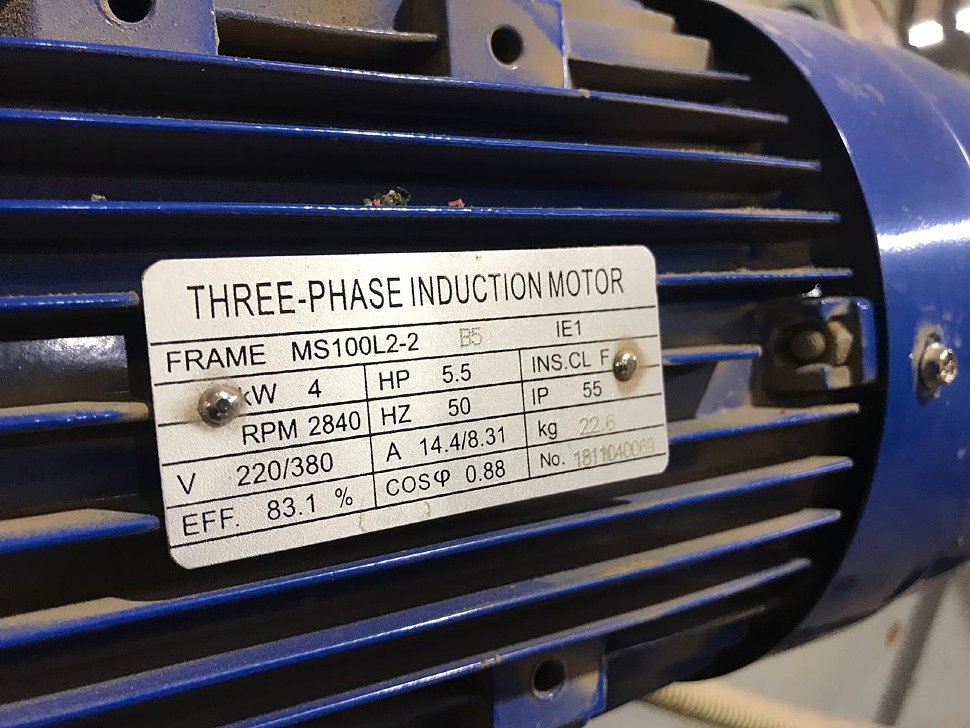 THREE-PHASE INDUCTION MOTOR
FRAME MS100L2-2 B5 IE1
kW 4 HP 5.5 INS.CL F
RPM 2840 HZ 50 IP 55
V 220/380 A 14.4/8.31 kg 22.6
EFF. 83.1 % COSφ 0.88 No. 1811040069